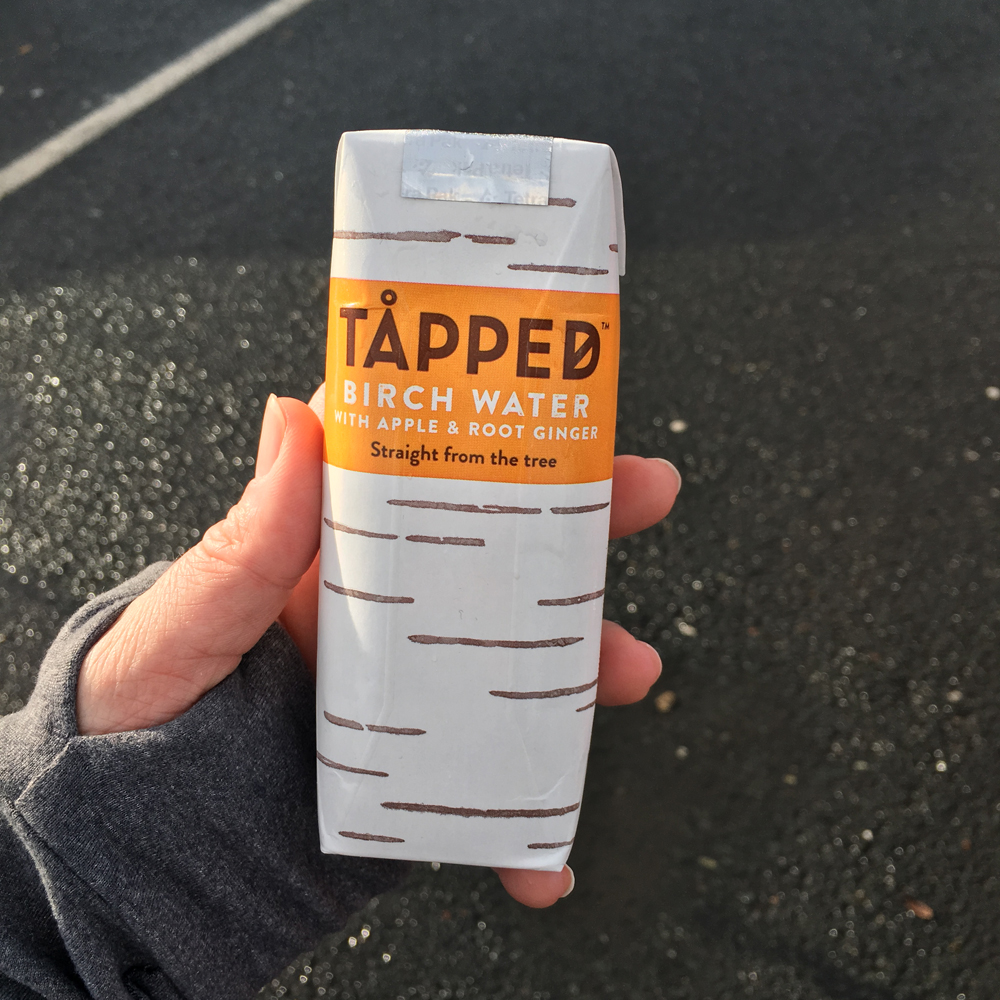 TÅPPED™
BIRCH WATER
WITH APPLE & ROOT GINGER
Straight from the tree